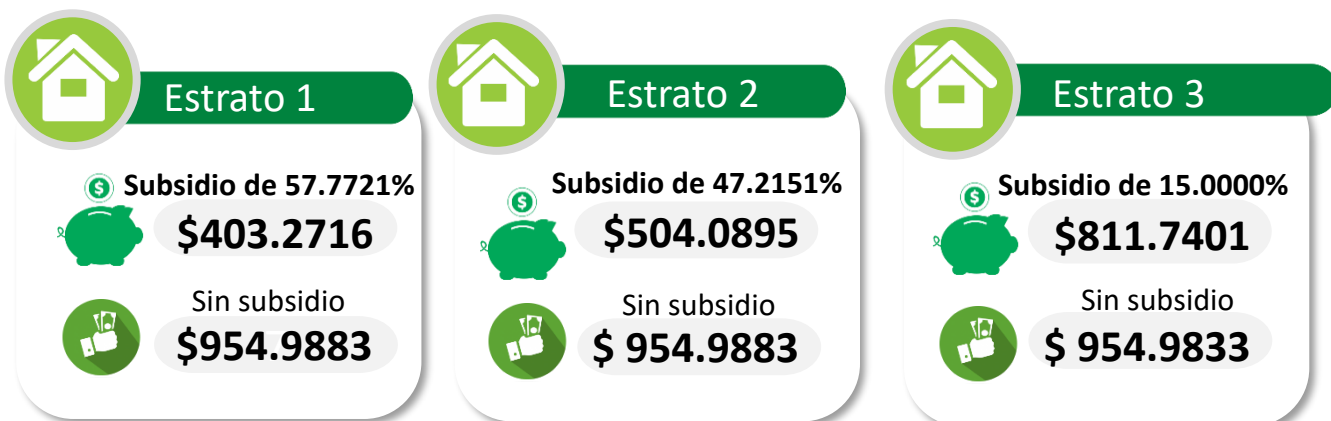 Estrato 1
Subsidio de 57.7721%
$403.2716
Sin subsidio
$954.9883
Estrato 2
Subsidio de 47.2151%
$504.0895
Sin subsidio
$ 954.9883
Estrato 3
Subsidio de 15.0000%
$811.7401
Sin subsidio
$ 954.9833